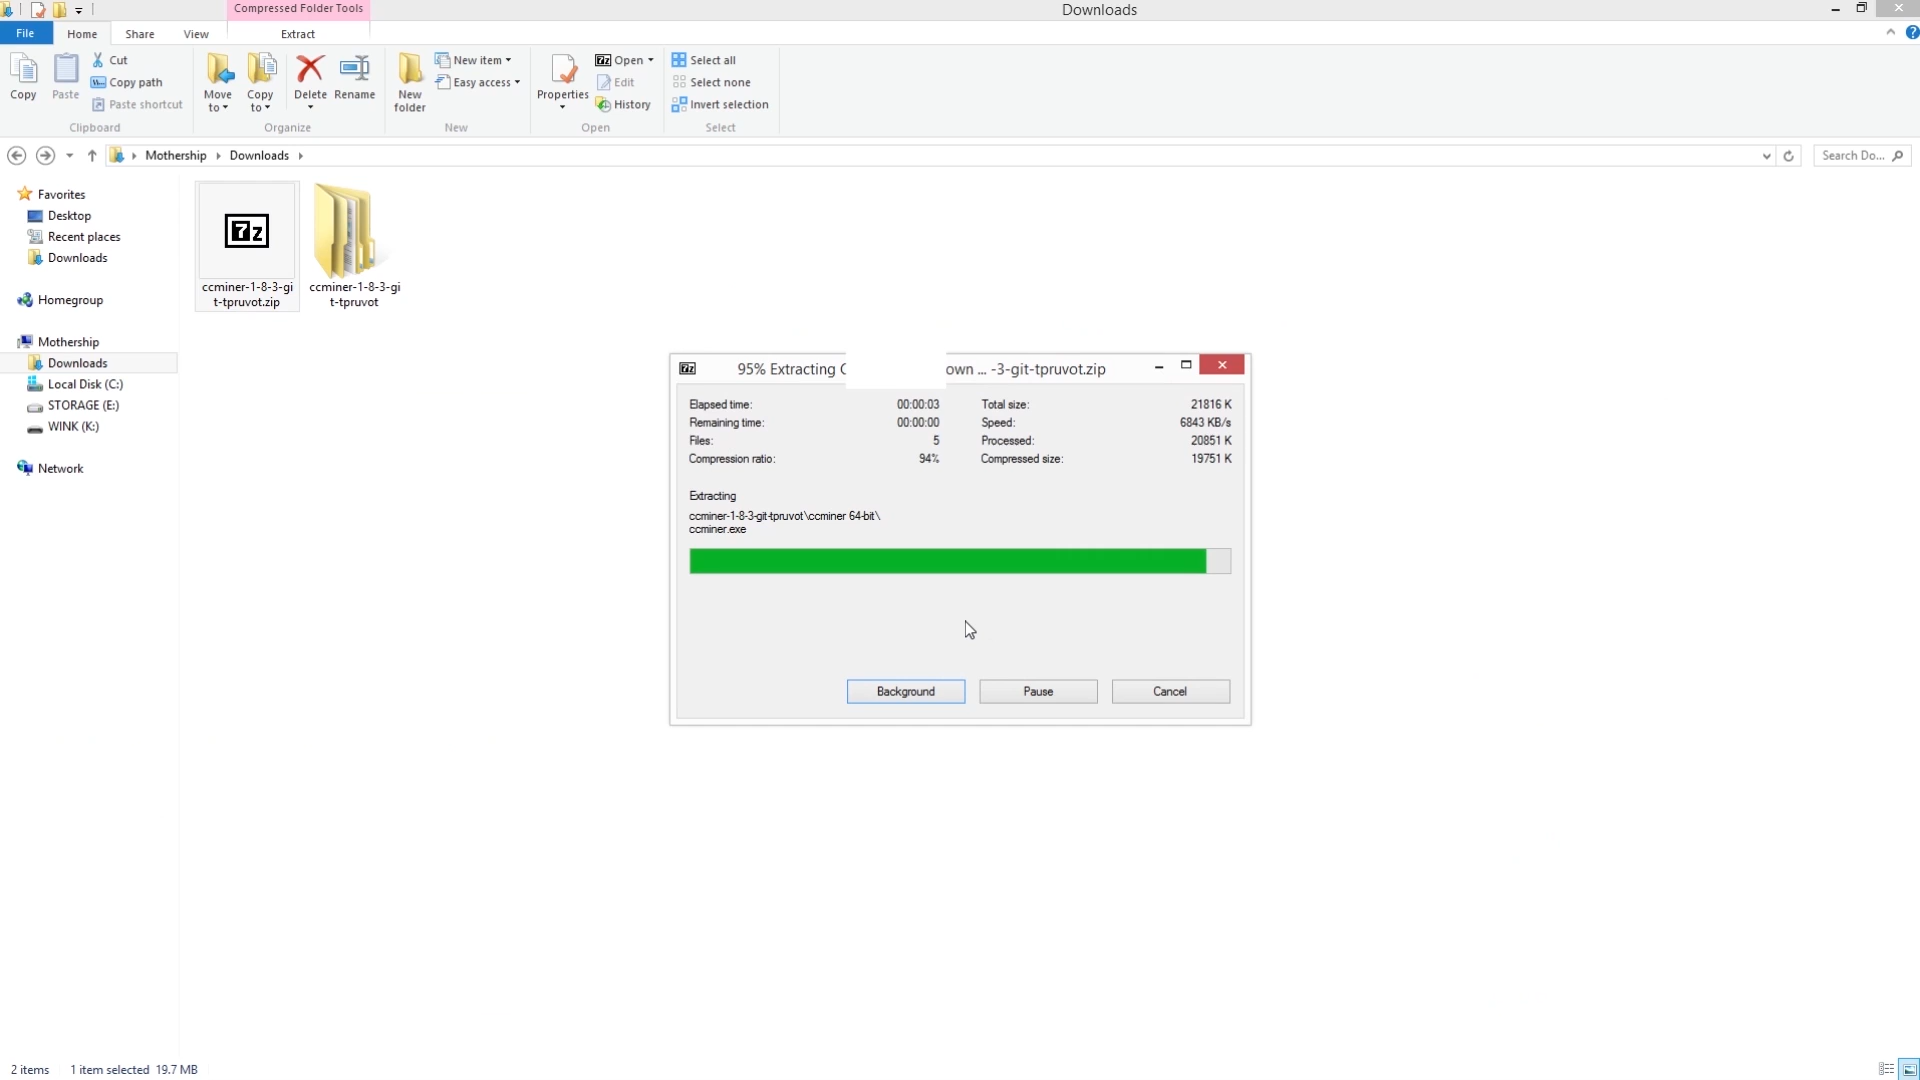 Compressed Folder Tools
Downloads
File
Home
Share
View
Extract
Copy
Paste
Cut
Copy path
Paste shortcut
Clipboard
Move to
Copy to
Delete
Rename
Organize
New folder
New item
Easy access
New
Properties
Open
Edit
History
Open
Select all
Select none
Invert selection
Select
Mothership
Downloads
Search Do...
Favorites
Desktop
Recent places
Downloads
Homegroup
Mothership
Downloads
Local Disk (C:)
STORAGE (E:)
WINK (K:)
Network
7z
ccminer-1-8-3-gi
t-tpruvot.zip
ccminer-1-8-3-gi
t-tpruvot
95% Extracting C
own ... -3-git-tpruvot.zip
Elapsed time: 00:00:03
Total size: 21816 K
Remaining time: 00:00:00
Speed: 6843 KB/s
Files: 5
Processed: 20851 K
Compression ratio: 94%
Compressed size: 19751 K
Extracting
ccminer-1-8-3-git-tpruvot\ccminer 64-bit\
ccminer.exe
Background
Pause
Cancel
2 items
1 item selected 19.7 MB